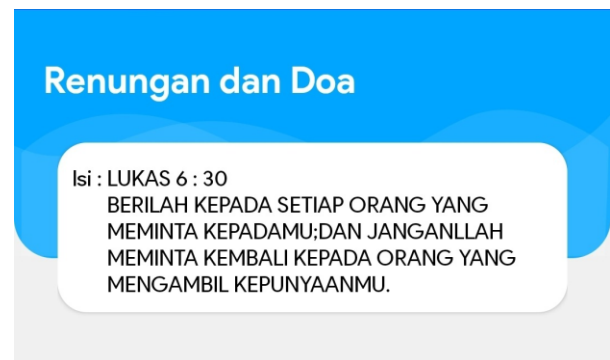 Renungan dan Doa
Isi : LUKAS 6 : 30
BERILAH KEPADA SETIAP ORANG YANG
MEMINTA KEPADAMU;DAN JANGANLLAH
MEMINTA KEMBALI KEPADA ORANG YANG
MENGAMBIL KEPUNYAANMU.